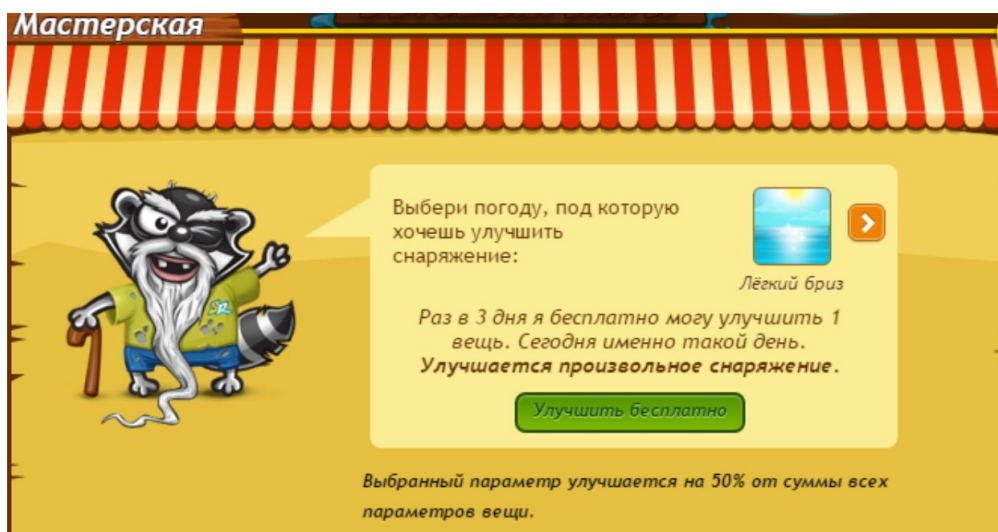 Мастерская
Выбери погоду, под которую
хочешь улучшить
снаряжение:
Лёгкий бриз
Раз в 3 дня я бесплатно могу улучшить 1
вещь. Сегодня именно такой день.
Улучшается произвольное снаряжение.
Улучшить бесплатно
Выбранный параметр улучшается на 50% от суммы всех
параметров вещи.